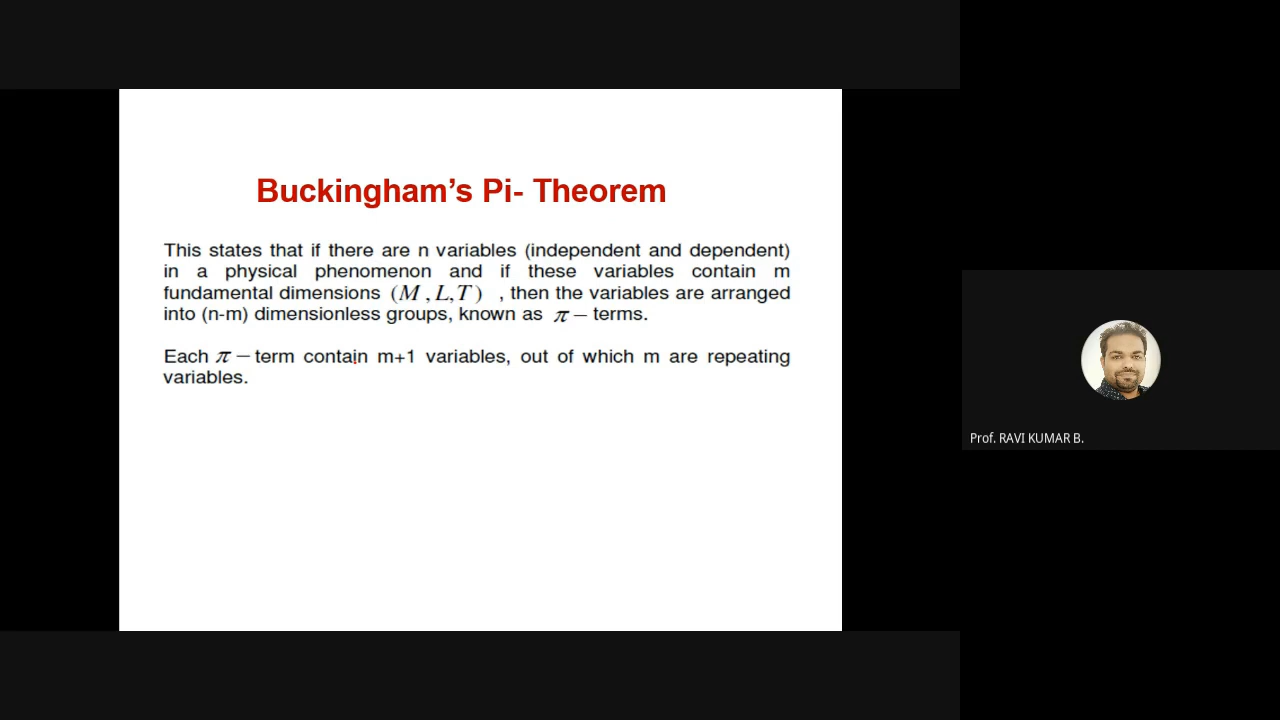 Buckingham’s Pi- Theorem
This states that if there are n variables (independent and dependent)
in a physical phenomenon and if these variables contain m
fundamental dimensions (M , L, T ) , then the variables are arranged
into (n-m) dimensionless groups, known as π – terms.
Each π – term contain m+1 variables, out of which m are repeating
variables.
Prof. RAVI KUMAR B.